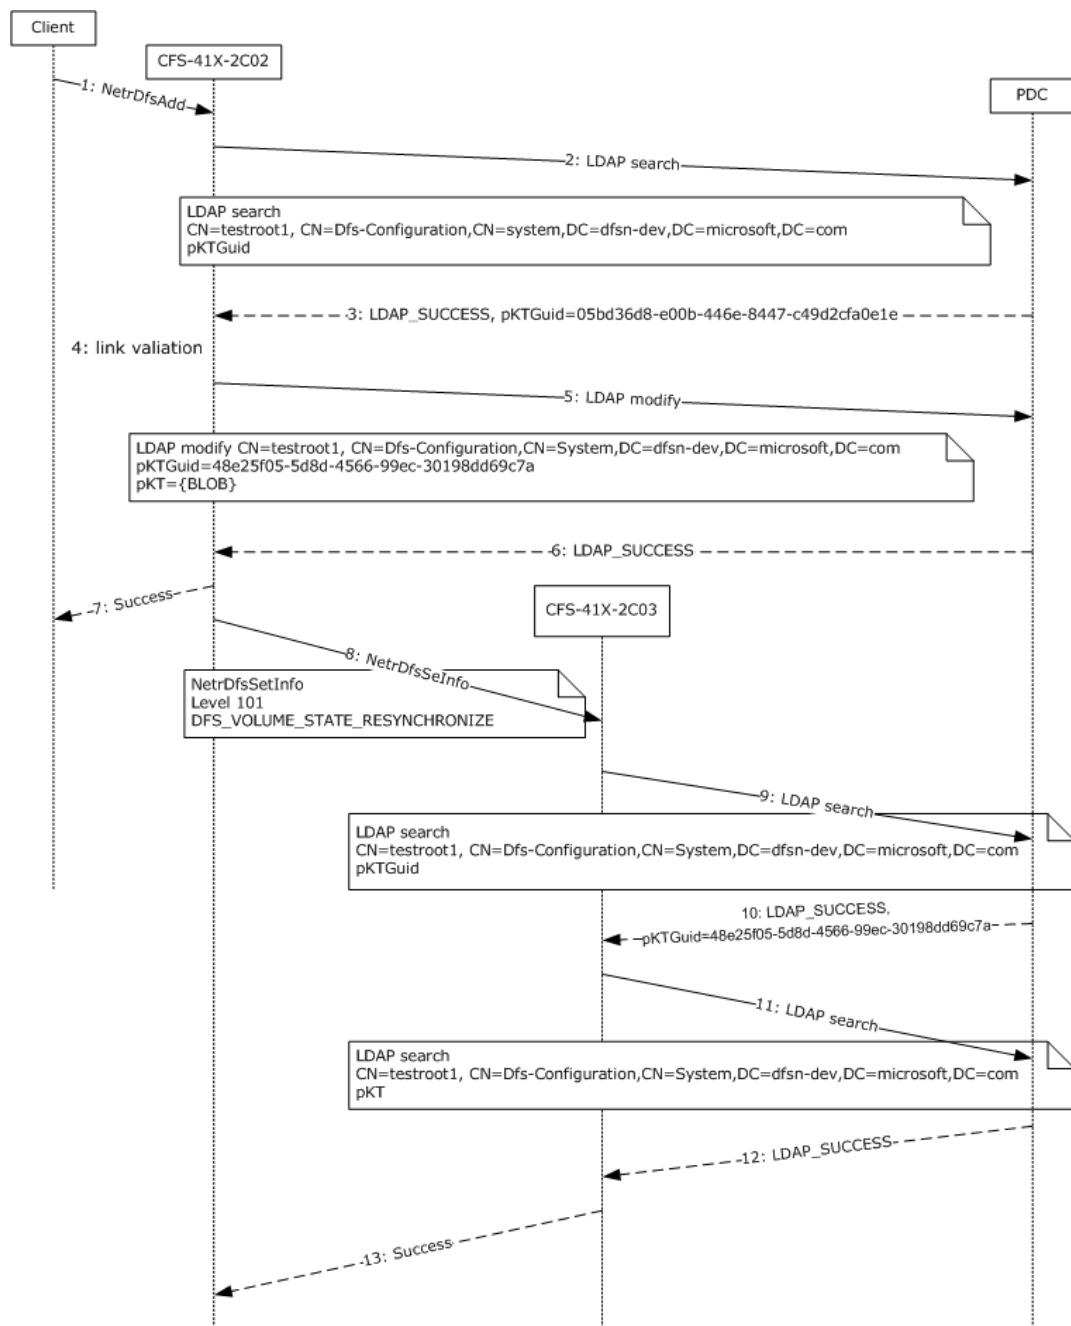 Client
CFS-41X-2C02
PDC
1: NetrDfsAdd
2: LDAP search
LDAP search
CN=testroot1, CN=Dfs-Configuration,CN=system,DC=dfsn-dev,DC=microsoft,DC=com
pKTGuid
3: LDAP_SUCCESS, pKTGuid=05bd36d8-e00b-446e-8447-c49d2cfa0e1e
4: link valiation
5: LDAP modify
LDAP modify CN=testroot1, CN=Dfs-Configuration,CN=System,DC=dfsn-dev,DC=microsoft,DC=com
pKTGuid=48e25f05-5d8d-4566-99ec-30198dd69c7a
pKT={BLOB}
6: LDAP_SUCCESS
7: Success
CFS-41X-2C03
8: NetrDfsSeInfo
NetrDfsSetInfo
Level 101
DFS_VOLUME_STATE_RESYNCHRONIZE
9: LDAP search
LDAP search
CN=testroot1, CN=Dfs-Configuration,CN=System,DC=dfsn-dev,DC=microsoft,DC=com
pKTGuid
10: LDAP_SUCCESS,
pKTGuid=48e25f05-5d8d-4566-99ec-30198dd69c7a
11: LDAP search
LDAP search
CN=testroot1, CN=Dfs-Configuration,CN=System,DC=dfsn-dev,DC=microsoft,DC=com
pKT
12: LDAP_SUCCESS
13: Success